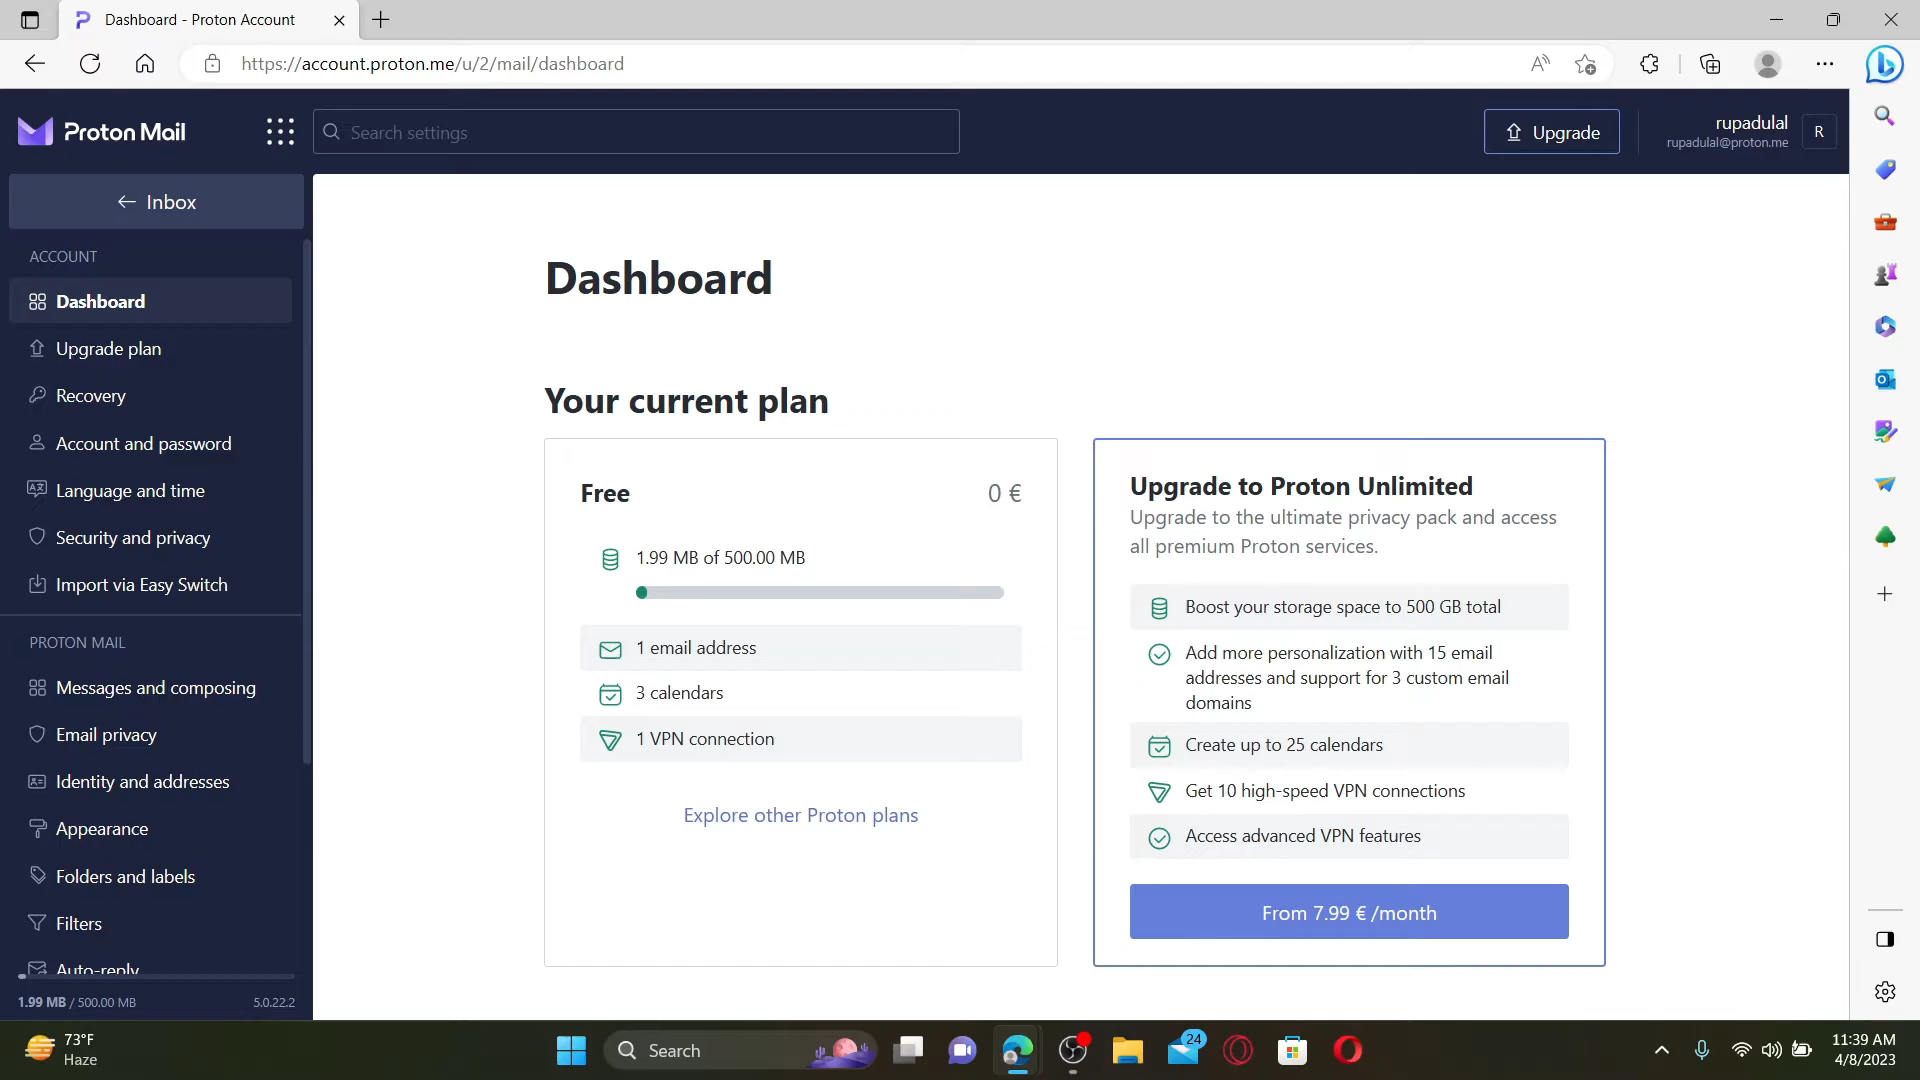 Dashboard - Proton Account
https://account.proton.me/u/2/mail/dashboard
Proton Mail
Search settings
Upgrade
rupadulal
rupadulal@proton.me
R
Inbox
ACCOUNT
Dashboard
Upgrade plan
Recovery
Account and password
Language and time
Security and privacy
Import via Easy Switch
PROTON MAIL
Messages and composing
Email privacy
Identity and addresses
Appearance
Folders and labels
Filters
Auto-reply
1.99 MB / 500.00 MB
5.0.22.2
Dashboard
Your current plan
Free
0 €
1.99 MB of 500.00 MB
1 email address
3 calendars
1 VPN connection
Explore other Proton plans
Upgrade to Proton Unlimited
Upgrade to the ultimate privacy pack and access
all premium Proton services.
Boost your storage space to 500 GB total
Add more personalization with 15 email
addresses and support for 3 custom email
domains
Create up to 25 calendars
Get 10 high-speed VPN connections
Access advanced VPN features
From 7.99 € /month
73°F
Haze
Search
24
11:39 AM
4/8/2023